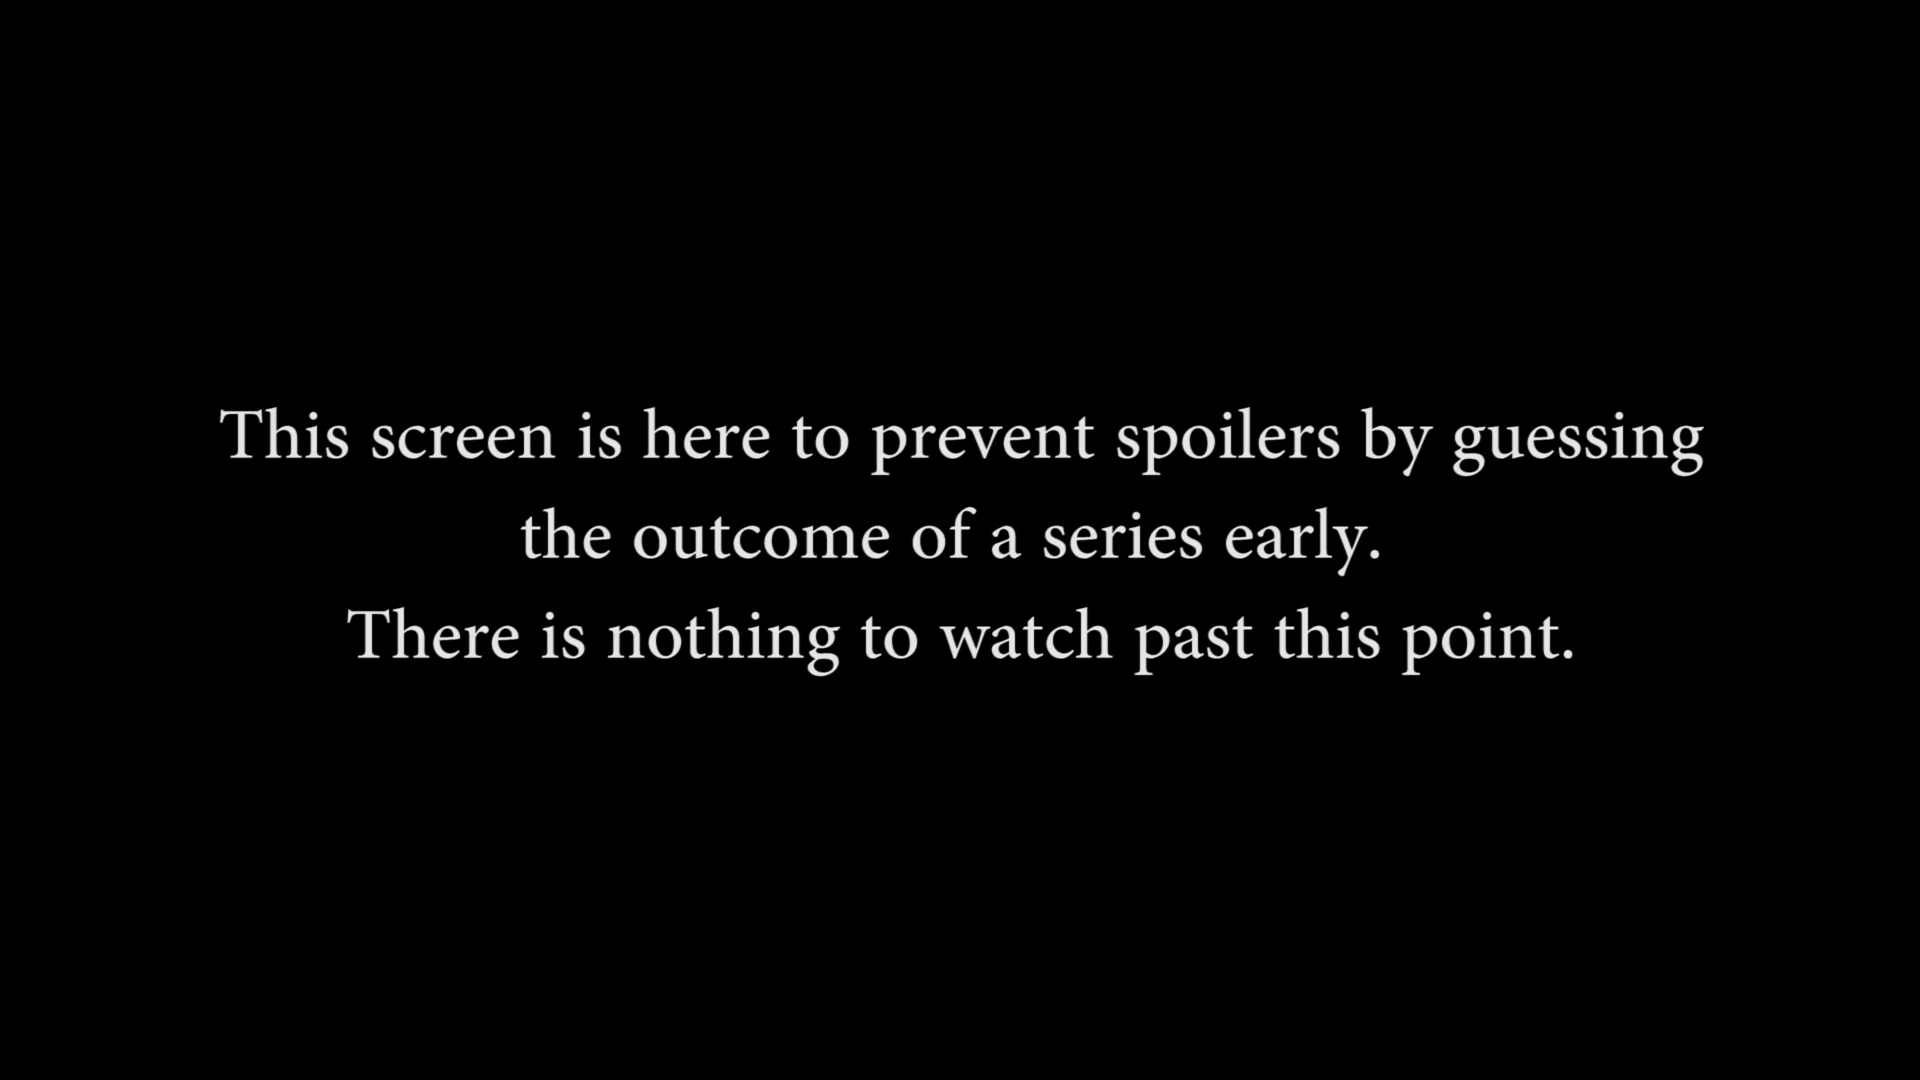 This screen is here to prevent spoilers by guessing
the outcome of a series early.
There is nothing to watch past this point.